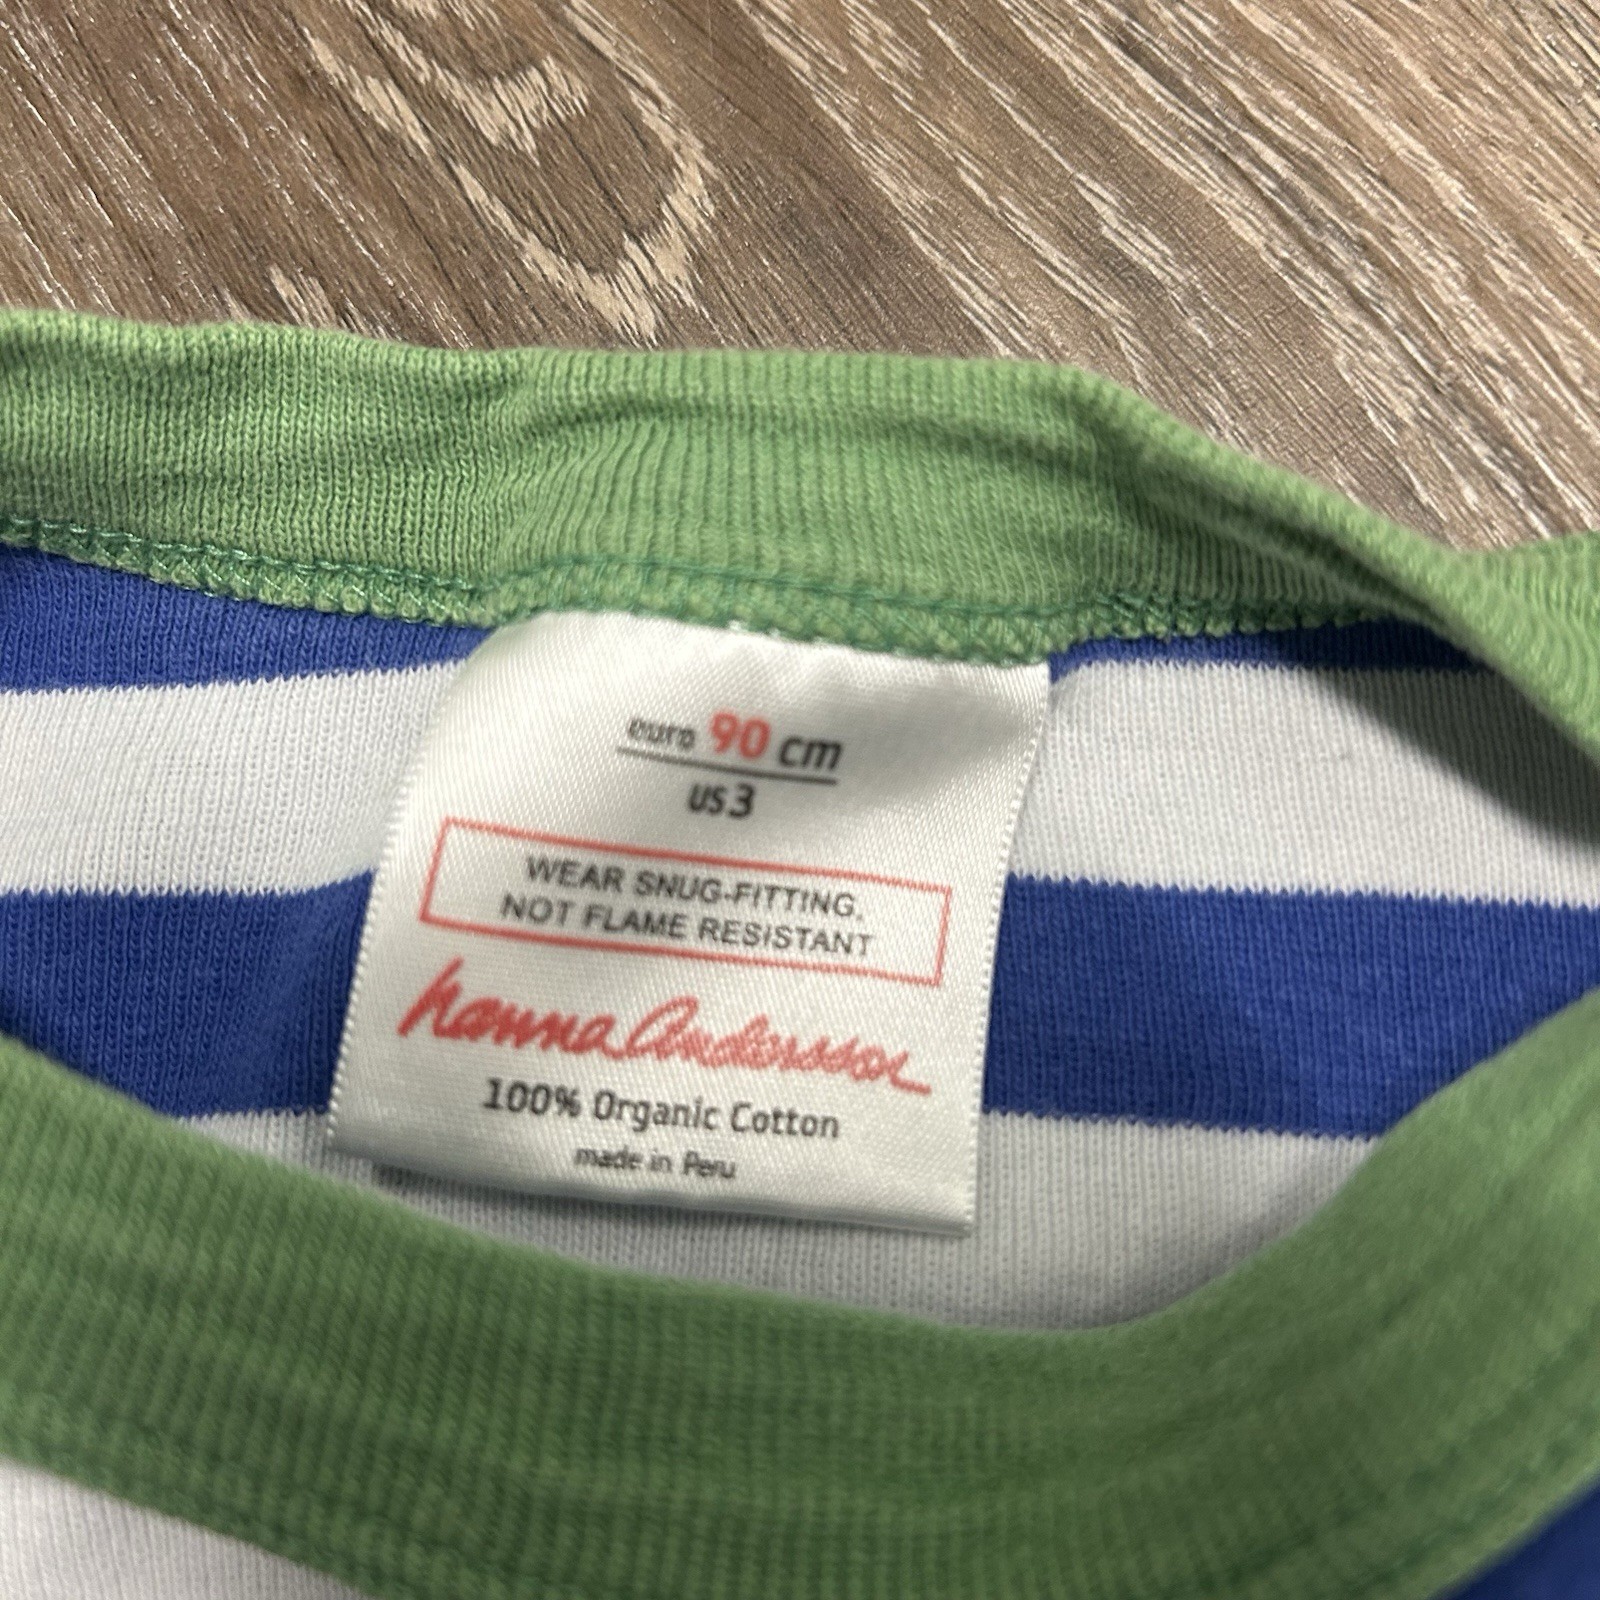 euro 90 cm
US 3
WEAR SNUG-FITTING,
NOT FLAME RESISTANT
hanna Andersson
100% Organic Cotton
made in Peru